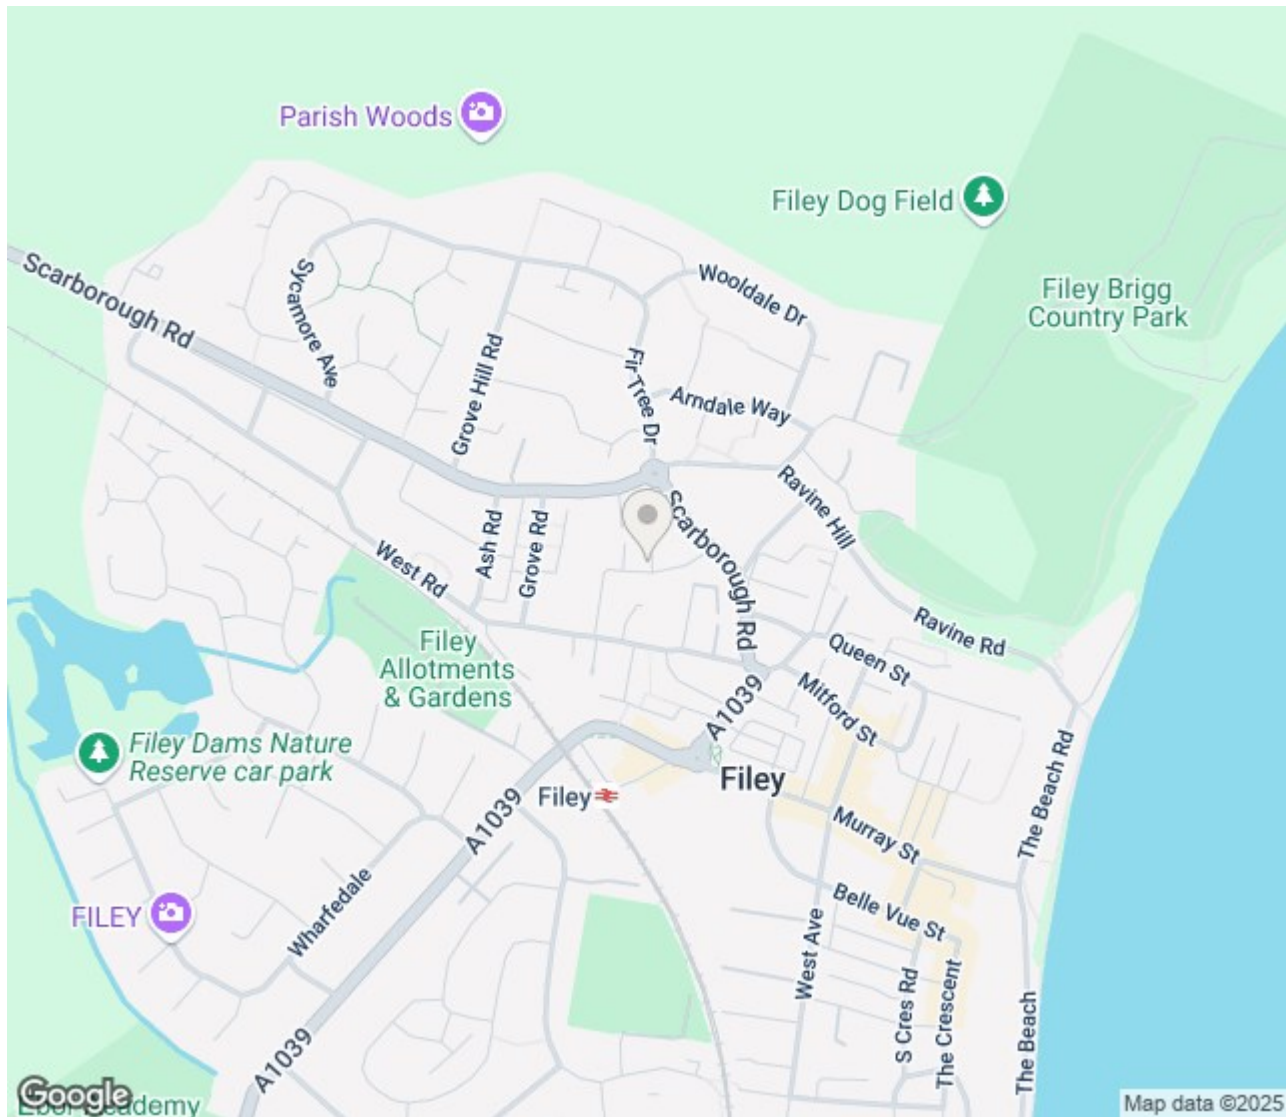 Parish Woods
Filey Dog Field
Scarborough Rd
Sycamore Ave
Wooldale Dr
Filey Brigg
Country Park
Grove Hill Rd
Fir Tree Dr
Arndale Way
Ravine Hill
Scarborough Rd
Ash Rd
Grove Rd
West Rd
Ravine Rd
Filey
Allotments
& Gardens
Queen St
Mitford St
A1039
Filey Dams Nature
Reserve car park
Filey
Filey
The Beach Rd
A1039
Murray St
Belle Vue St
FILEY
Wharfedale
West Ave
S Cres Rd
The Crescent
The Beach
A1039
Google
Ebor Academy
Map data ©2025